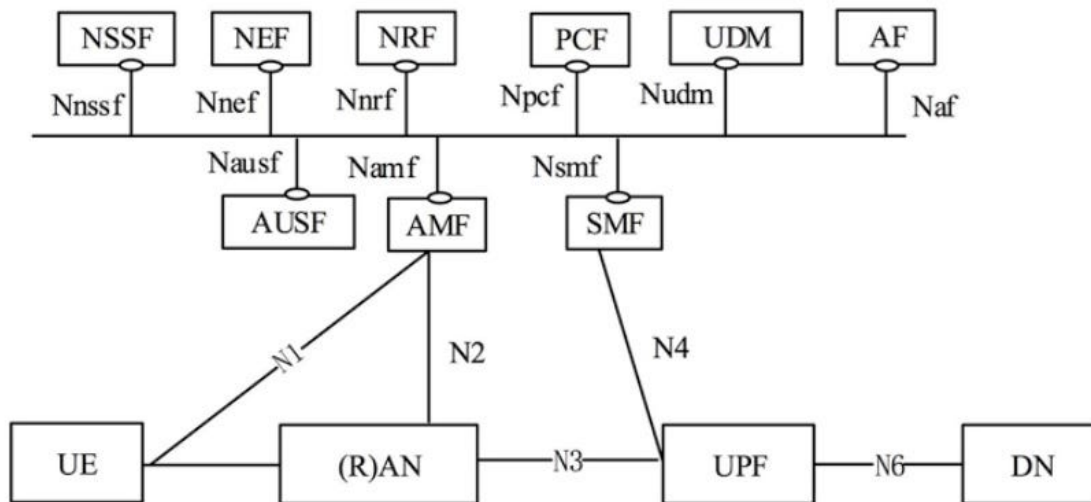 NSSF NEF NRF PCF UDM AF
Nnssf Nnef Nnrf Npcf Nudm Naf
Nausf Namf Nsmf
AUSF AMF SMF
N1 N2 N4
UE (R)AN N3 UPF N6 DN